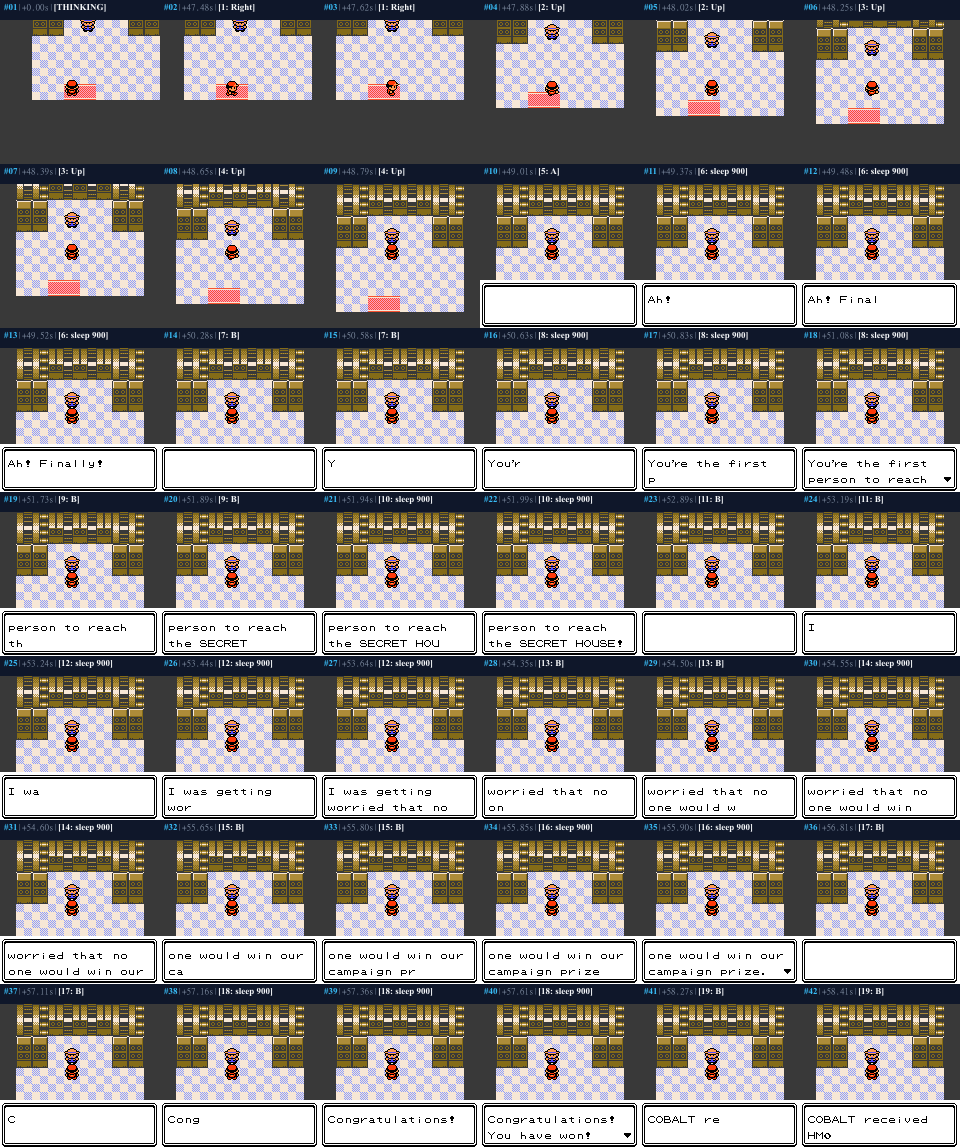 #01|+0.00s|[THINKING]
#02|+47.48s|[1: Right]
#03|+47.62s|[1: Right]
#04|+47.88s|[2: Up]
#05|+48.02s|[2: Up]
#06|+48.25s|[3: Up]
#07|+48.39s|[3: Up]
#08|+48.65s|[4: Up]
#09|+48.79s|[4: Up]
#10|+49.01s|[5: A]
#11|+49.37s|[6: sleep 900]
#12|+49.48s|[6: sleep 900]
Ah!
Ah! Final
#13|+49.52s|[6: sleep 900]
#14|+50.28s|[7: B]
#15|+50.58s|[7: B]
#16|+50.63s|[8: sleep 900]
#17|+50.83s|[8: sleep 900]
#18|+51.08s|[8: sleep 900]
Ah! Finally!
Y
You'r
You're the first
p
You're the first
person to reach
#19|+51.73s|[9: B]
#20|+51.89s|[9: B]
#21|+51.94s|[10: sleep 900]
#22|+51.99s|[10: sleep 900]
#23|+52.89s|[11: B]
#24|+53.19s|[11: B]
person to reach
th
person to reach
the SECRET
person to reach
the SECRET HOU
person to reach
the SECRET HOUSE!
I
#25|+53.24s|[12: sleep 900]
#26|+53.44s|[12: sleep 900]
#27|+53.64s|[12: sleep 900]
#28|+54.35s|[13: B]
#29|+54.50s|[13: B]
#30|+54.55s|[14: sleep 900]
I wa
I was getting
wor
I was getting
worried that no
worried that no
on
worried that no
one would w
worried that no
one would win
#31|+54.60s|[14: sleep 900]
#32|+55.65s|[15: B]
#33|+55.80s|[15: B]
#34|+55.85s|[16: sleep 900]
#35|+55.90s|[16: sleep 900]
#36|+56.81s|[17: B]
worried that no
one would win our
one would win our
ca
one would win our
campaign pr
one would win our
campaign prize
one would win our
campaign prize.
#37|+57.11s|[17: B]
#38|+57.16s|[18: sleep 900]
#39|+57.36s|[18: sleep 900]
#40|+57.61s|[18: sleep 900]
#41|+58.27s|[19: B]
#42|+58.41s|[19: B]
C
Cong
Congratulations!
Congratulations!
You have won!
COBALT re
COBALT received
HM0